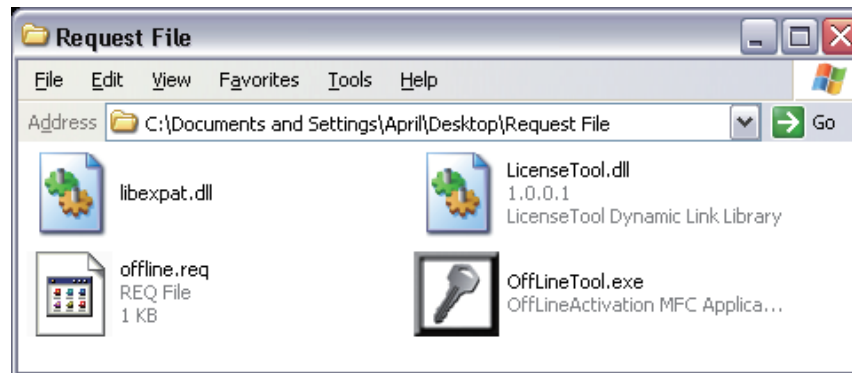 Request File
File Edit View Favorites Tools Help
Address C:\Documents and Settings\April\Desktop\Request File Go
libexpat.dll
LicenseTool.dll
1.0.0.1
LicenseTool Dynamic Link Library
offline.req
REQ File
1 KB
OffLineTool.exe
OffLineActivation MFC Applica...